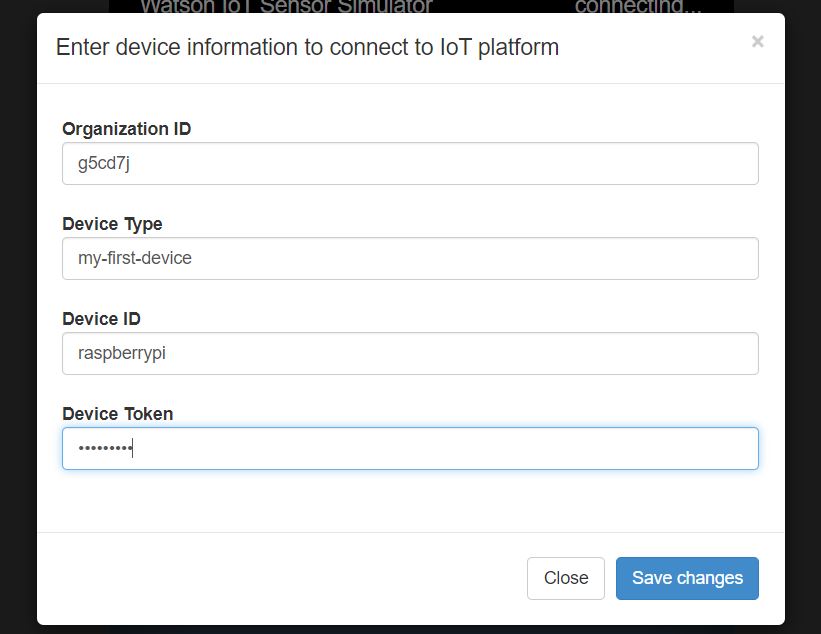 Watson IoT Sensor Simulator connecting...
Enter device information to connect to IoT platform ×
Organization ID
g5cd7j
Device Type
my-first-device
Device ID
raspberrypi
Device Token
•••••••••
Close Save changes